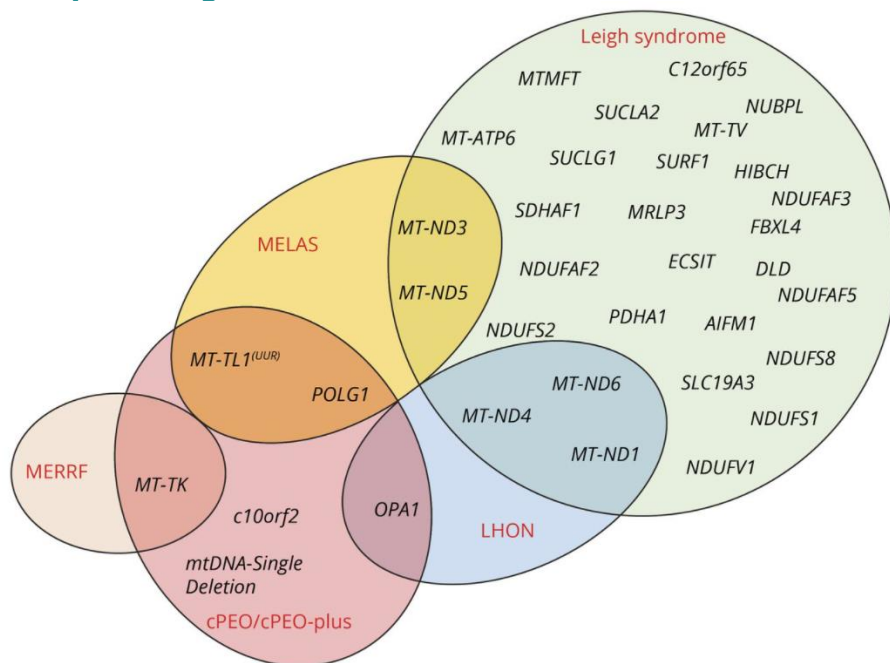 Leigh syndrome
C12orf65
MTMFT
NUBPL
SUCLA2
MT-TV
MT-ATP6
SUCLG1
SURF1
HIBCH
NDUFAF3
SDHAF1
MRLP3
FBXL4
MT-ND3
MELAS
NDUFAF2
ECSIT
DLD
MT-ND5
NDUFAF5
PDHA1
AIFM1
NDUFS2
MT-TL1(UUR)
NDUFS8
MT-ND6
SLC19A3
POLG1
MT-ND4
NDUFS1
MT-ND1
NDUFV1
MERRF
MT-TK
OPA1
c10orf2
LHON
mtDNA-Single
Deletion
cPEO/cPEO-plus